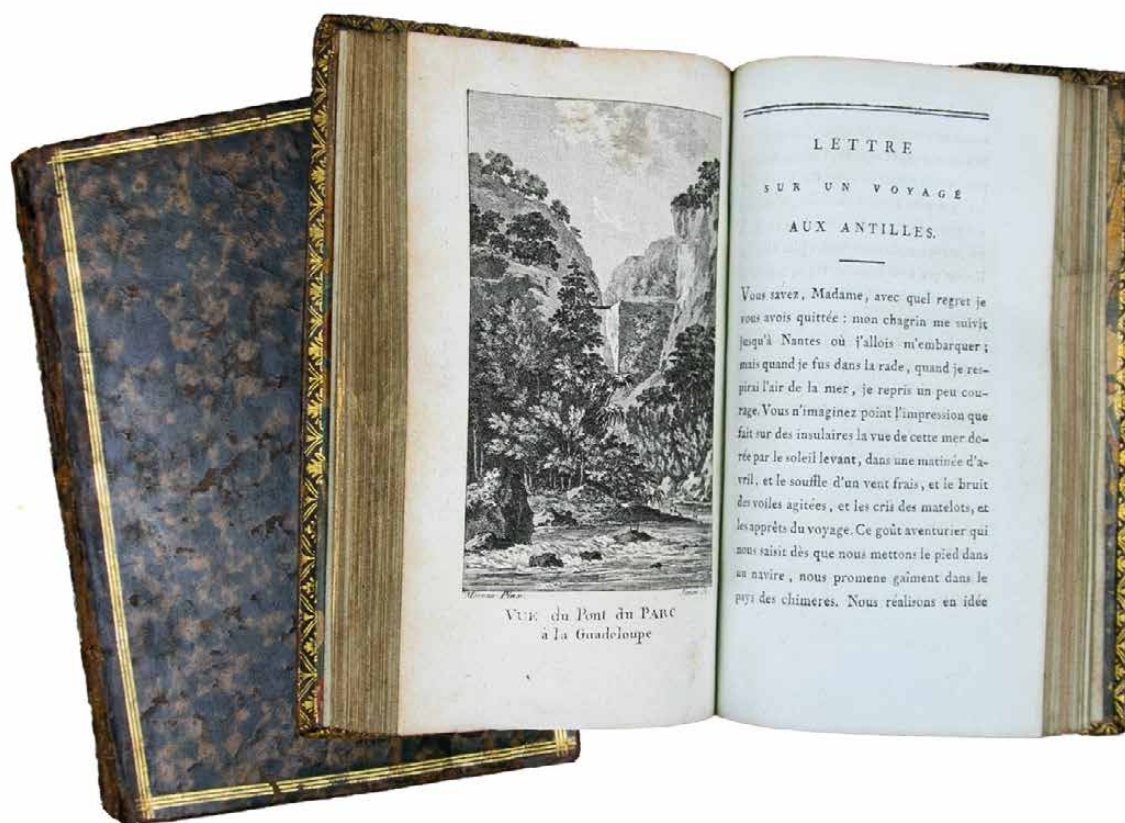 Moreau Pinx.
VUE du Pont du PARC
à la Guadeloupe
LETTRE
SUR UN VOYAGE
AUX ANTILLES.
Vous savez, Madame, avec quel regret je
vous avois quittée : mon chagrin me suivit
jusqu'à Nantes où j'allois m'embarquer ;
mais quand je fus dans la rade, quand je res-
pirai l'air de la mer, je repris un peu cou-
rage. Vous n'imaginez point l'impression que
fait sur des insulaires la vue de cette mer do-
rée par le soleil levant, dans une matinée d'a-
vril, et le souffle d'un vent frais, et le bruit
des voiles agitées, et les cris des matelots, et
les apprêts du voyage. Ce goût aventurier qui
nous saisit dès que nous mettons le pied dans
un navire, nous promene gaîment dans le
pays des chimeres. Nous réalisons en idée